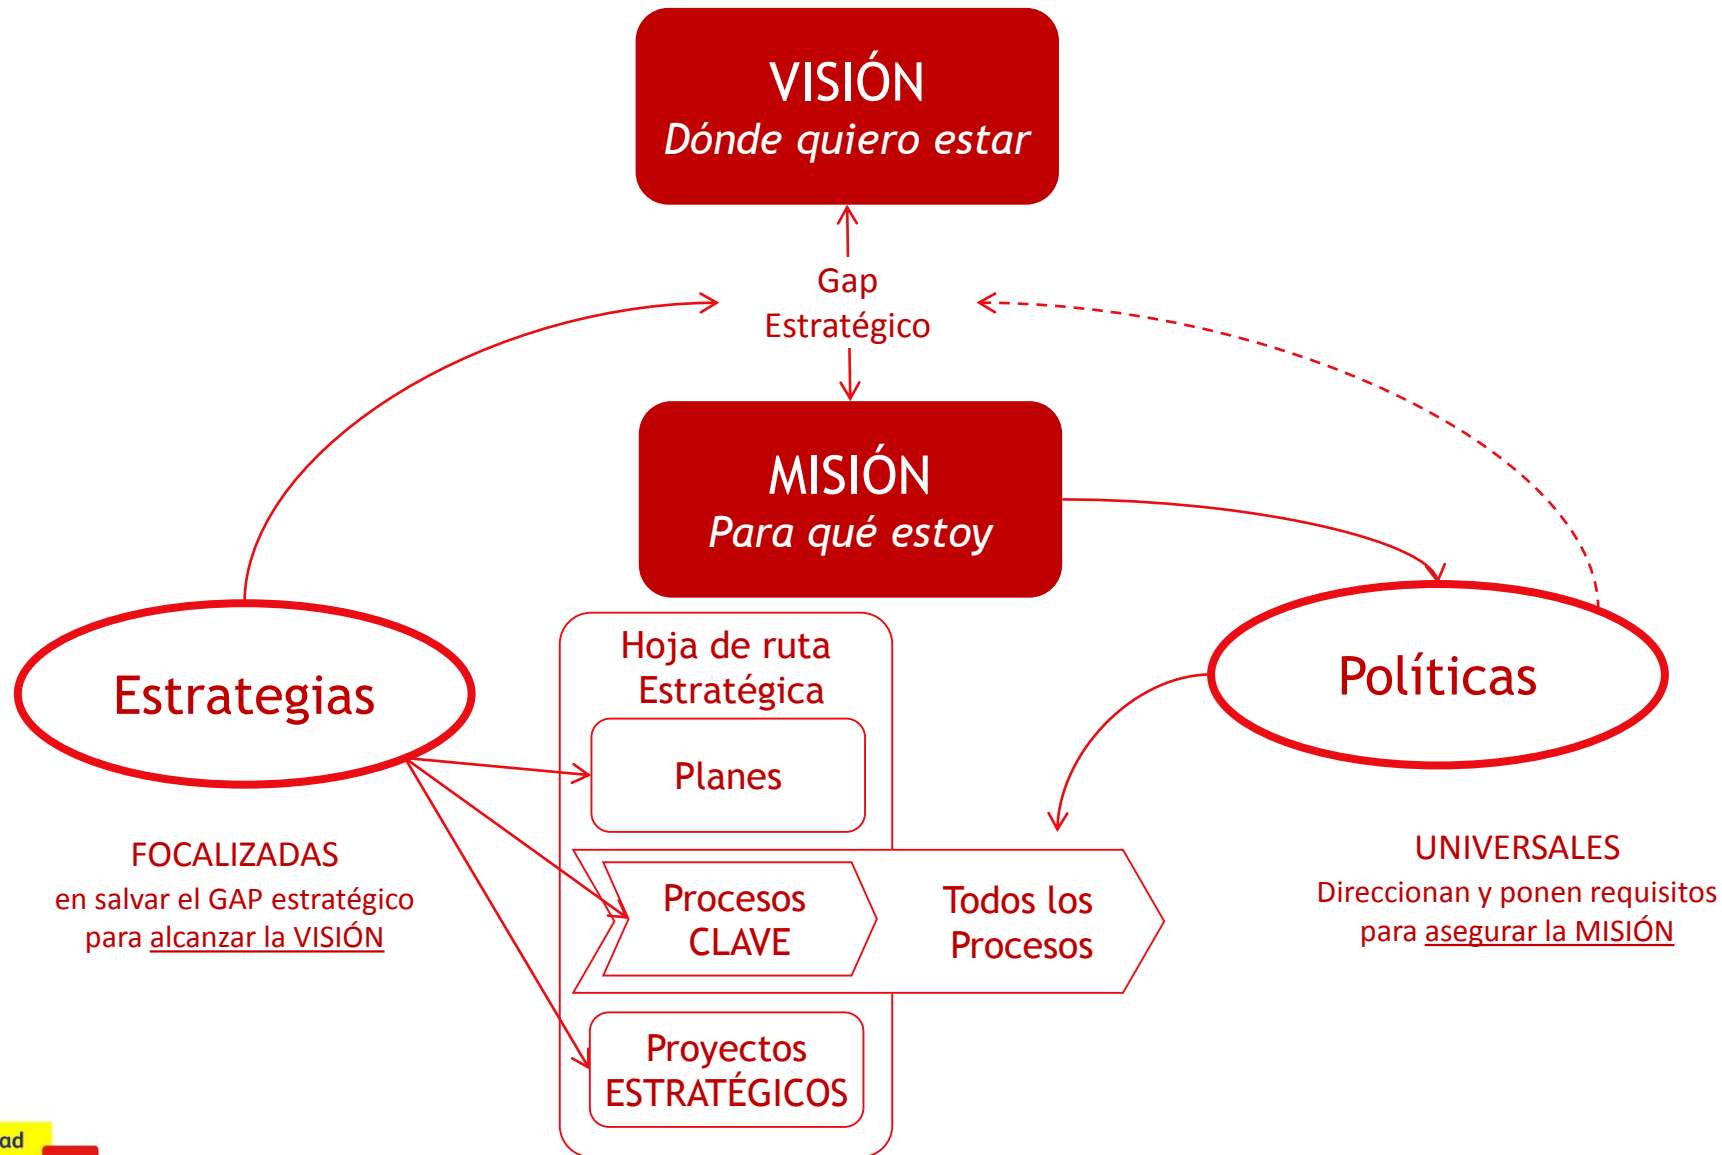 VISIÓN
Dónde quiero estar
Gap
Estratégico
MISIÓN
Para qué estoy
Estrategias
FOCALIZADAS
en salvar el GAP estratégico
para alcanzar la VISIÓN
Hoja de ruta
Estratégica
Planes
Procesos
CLAVE
Todos los
Procesos
Proyectos
ESTRATÉGICOS
Políticas
UNIVERSALES
Direccionan y ponen requisitos
para asegurar la MISIÓN
ad